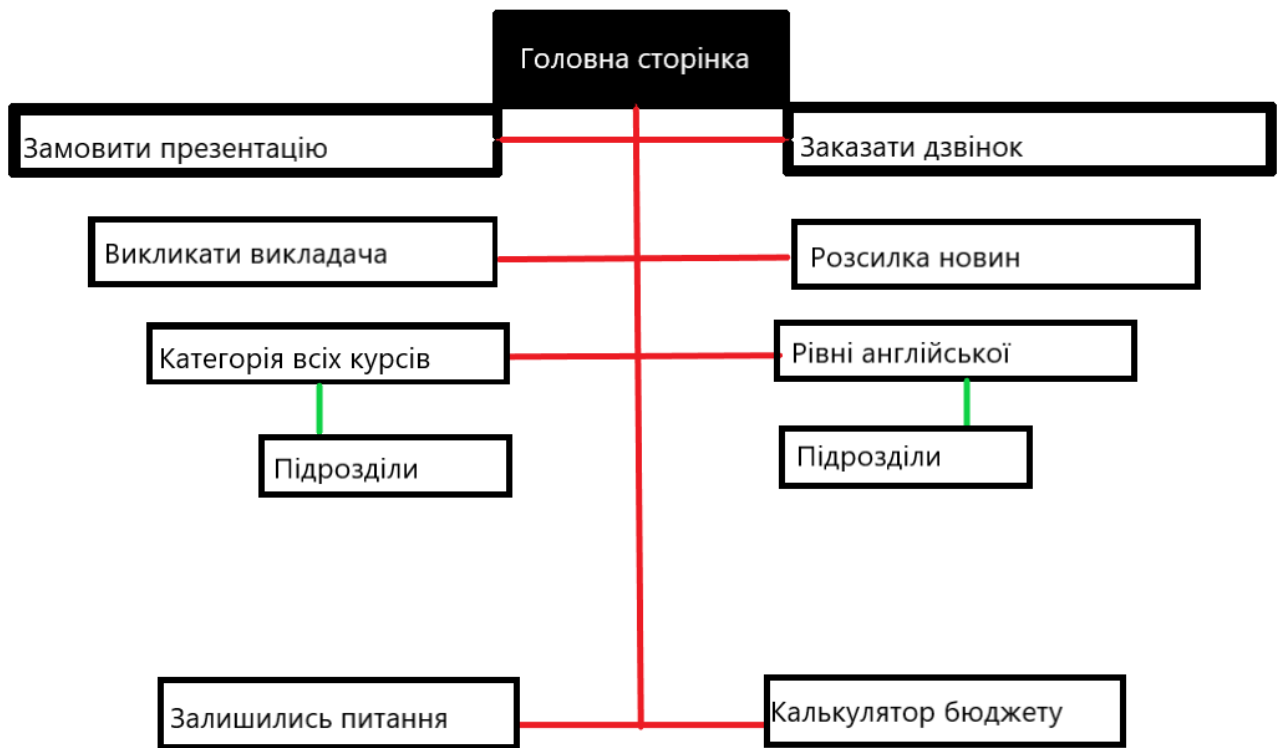 Головна сторінка
Замовити презентацію
Заказати дзвінок
Викликати викладача
Розсилка новин
Категорія всіх курсів
Рівні англійської
Підрозділи
Підрозділи
Залишились питання
Калькулятор бюджету